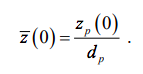 z̅(0) = z_p(0) / d_p .